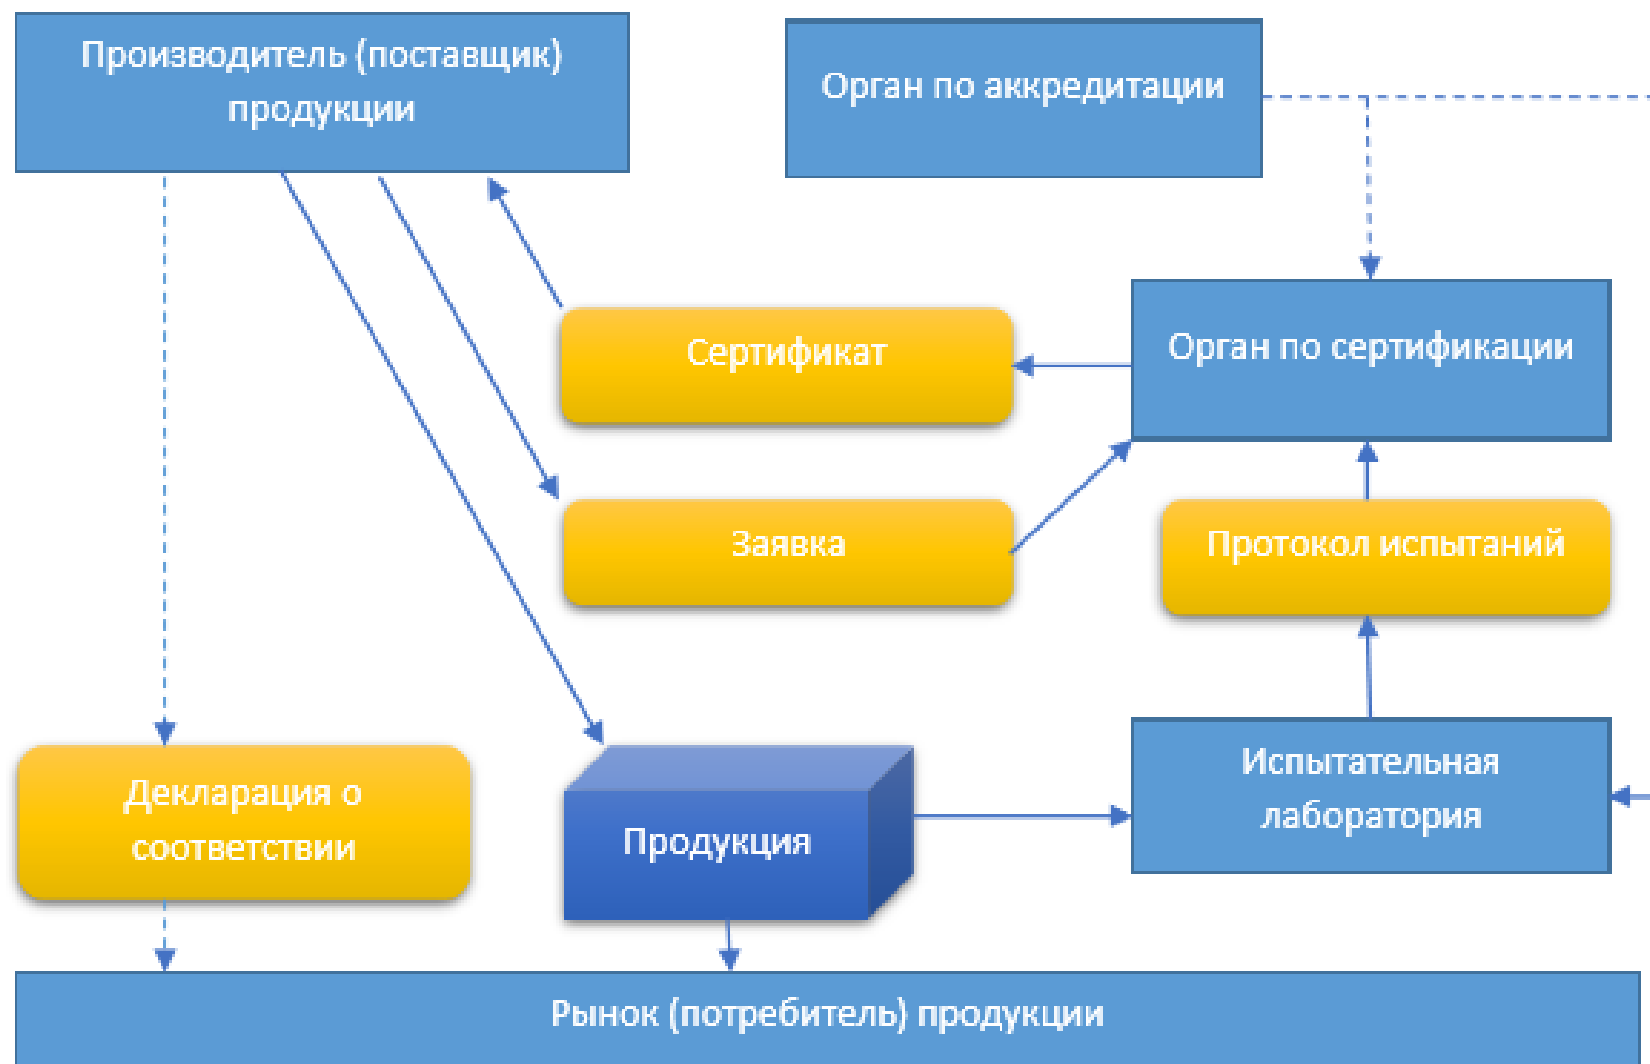 Производитель (поставщик)
продукции
Орган по аккредитации
Сертификат
Орган по сертификации
Заявка
Протокол испытаний
Декларация о
соответствии
Продукция
Испытательная
лаборатория
Рынок (потребитель) продукции